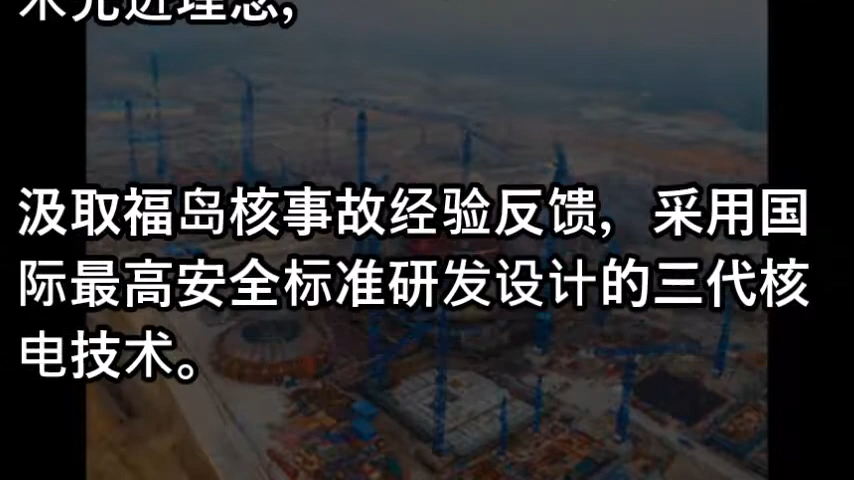 汲取福岛核事故经验反馈，采用国
际最高安全标准研发设计的三代核
电技术。